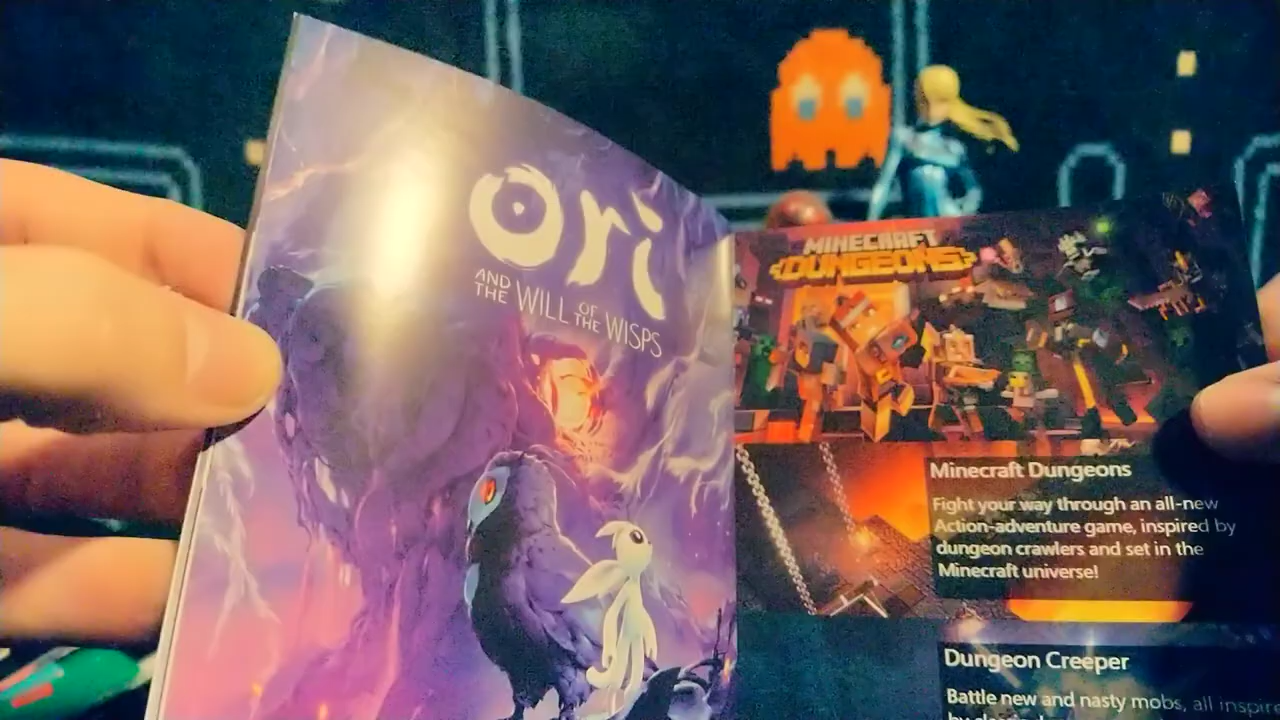 Ori
AND THE WILL OF THE WISPS
MINECRAFT
DUNGEONS
Minecraft Dungeons
Fight your way through an all-new
Action-adventure game, inspired by
dungeon crawlers and set in the
Minecraft universe!
Dungeon Creeper
Battle new and nasty mobs, all inspire